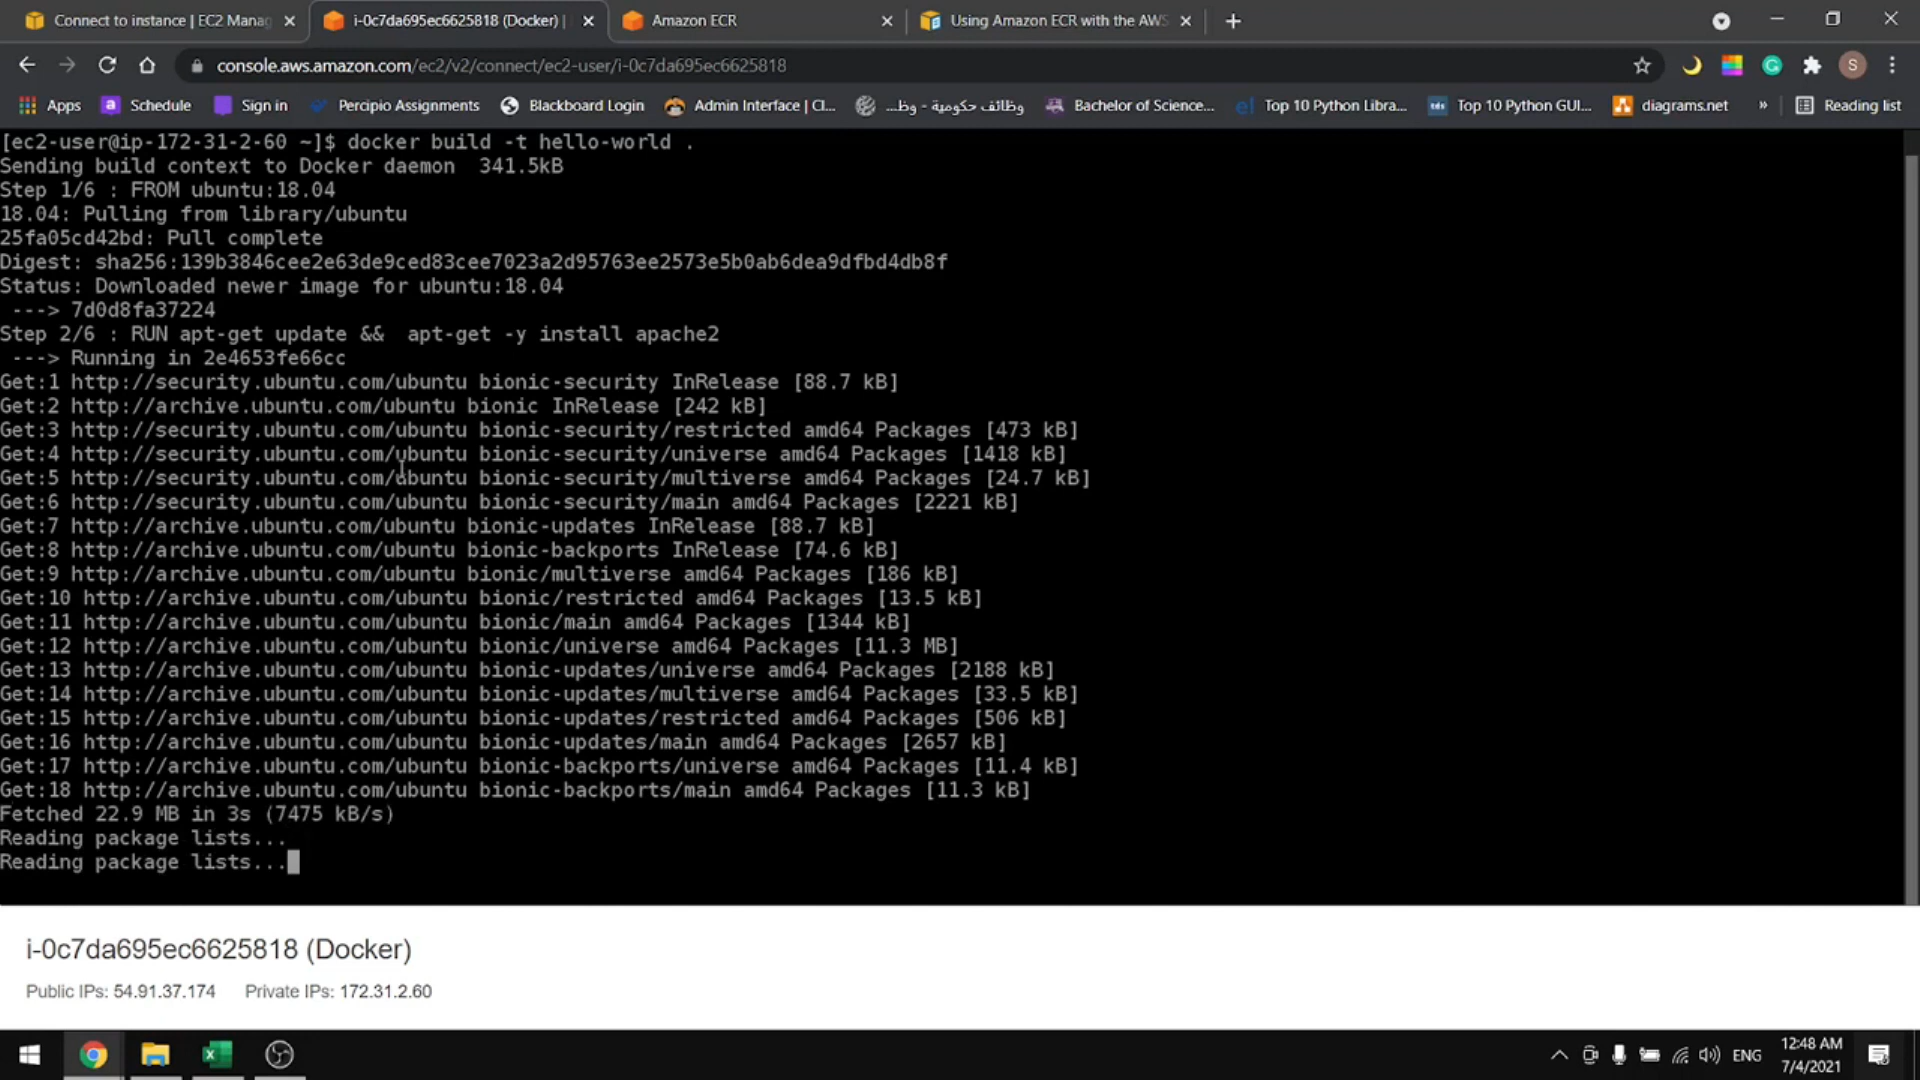 Connect to instance | EC2 Manag
i-0c7da695ec6625818 (Docker) |
Amazon ECR
Using Amazon ECR with the AWS
console.aws.amazon.com/ec2/v2/connect/ec2-user/i-0c7da695ec6625818
S
Apps
Schedule
Sign in
Percipio Assignments
Blackboard Login
Admin Interface | Cl...
وظائف حكومية - وظ...
Bachelor of Science...
Top 10 Python Libra...
Top 10 Python GUI...
diagrams.net
»
Reading list
[ec2-user@ip-172-31-2-60 ~]$ docker build -t hello-world .
Sending build context to Docker daemon  341.5kB
Step 1/6 : FROM ubuntu:18.04
18.04: Pulling from library/ubuntu
25fa05cd42bd: Pull complete
Digest: sha256:139b3846cee2e63de9ced83cee7023a2d95763ee2573e5b0ab6dea9dfbd4db8f
Status: Downloaded newer image for ubuntu:18.04
 ---> 7d0d8fa37224
Step 2/6 : RUN apt-get update &&  apt-get -y install apache2
 ---> Running in 2e4653fe66cc
Get:1 http://security.ubuntu.com/ubuntu bionic-security InRelease [88.7 kB]
Get:2 http://archive.ubuntu.com/ubuntu bionic InRelease [242 kB]
Get:3 http://security.ubuntu.com/ubuntu bionic-security/restricted amd64 Packages [473 kB]
Get:4 http://security.ubuntu.com/ubuntu bionic-security/universe amd64 Packages [1418 kB]
Get:5 http://security.ubuntu.com/ubuntu bionic-security/multiverse amd64 Packages [24.7 kB]
Get:6 http://security.ubuntu.com/ubuntu bionic-security/main amd64 Packages [2221 kB]
Get:7 http://archive.ubuntu.com/ubuntu bionic-updates InRelease [88.7 kB]
Get:8 http://archive.ubuntu.com/ubuntu bionic-backports InRelease [74.6 kB]
Get:9 http://archive.ubuntu.com/ubuntu bionic/multiverse amd64 Packages [186 kB]
Get:10 http://archive.ubuntu.com/ubuntu bionic/restricted amd64 Packages [13.5 kB]
Get:11 http://archive.ubuntu.com/ubuntu bionic/main amd64 Packages [1344 kB]
Get:12 http://archive.ubuntu.com/ubuntu bionic/universe amd64 Packages [11.3 MB]
Get:13 http://archive.ubuntu.com/ubuntu bionic-updates/universe amd64 Packages [2188 kB]
Get:14 http://archive.ubuntu.com/ubuntu bionic-updates/multiverse amd64 Packages [33.5 kB]
Get:15 http://archive.ubuntu.com/ubuntu bionic-updates/restricted amd64 Packages [506 kB]
Get:16 http://archive.ubuntu.com/ubuntu bionic-updates/main amd64 Packages [2657 kB]
Get:17 http://archive.ubuntu.com/ubuntu bionic-backports/universe amd64 Packages [11.4 kB]
Get:18 http://archive.ubuntu.com/ubuntu bionic-backports/main amd64 Packages [11.3 kB]
Fetched 22.9 MB in 3s (7475 kB/s)
Reading package lists...
Reading package lists...
i-0c7da695ec6625818 (Docker)
Public IPs: 54.91.37.174 Private IPs: 172.31.2.60
ENG
12:48 AM
7/4/2021